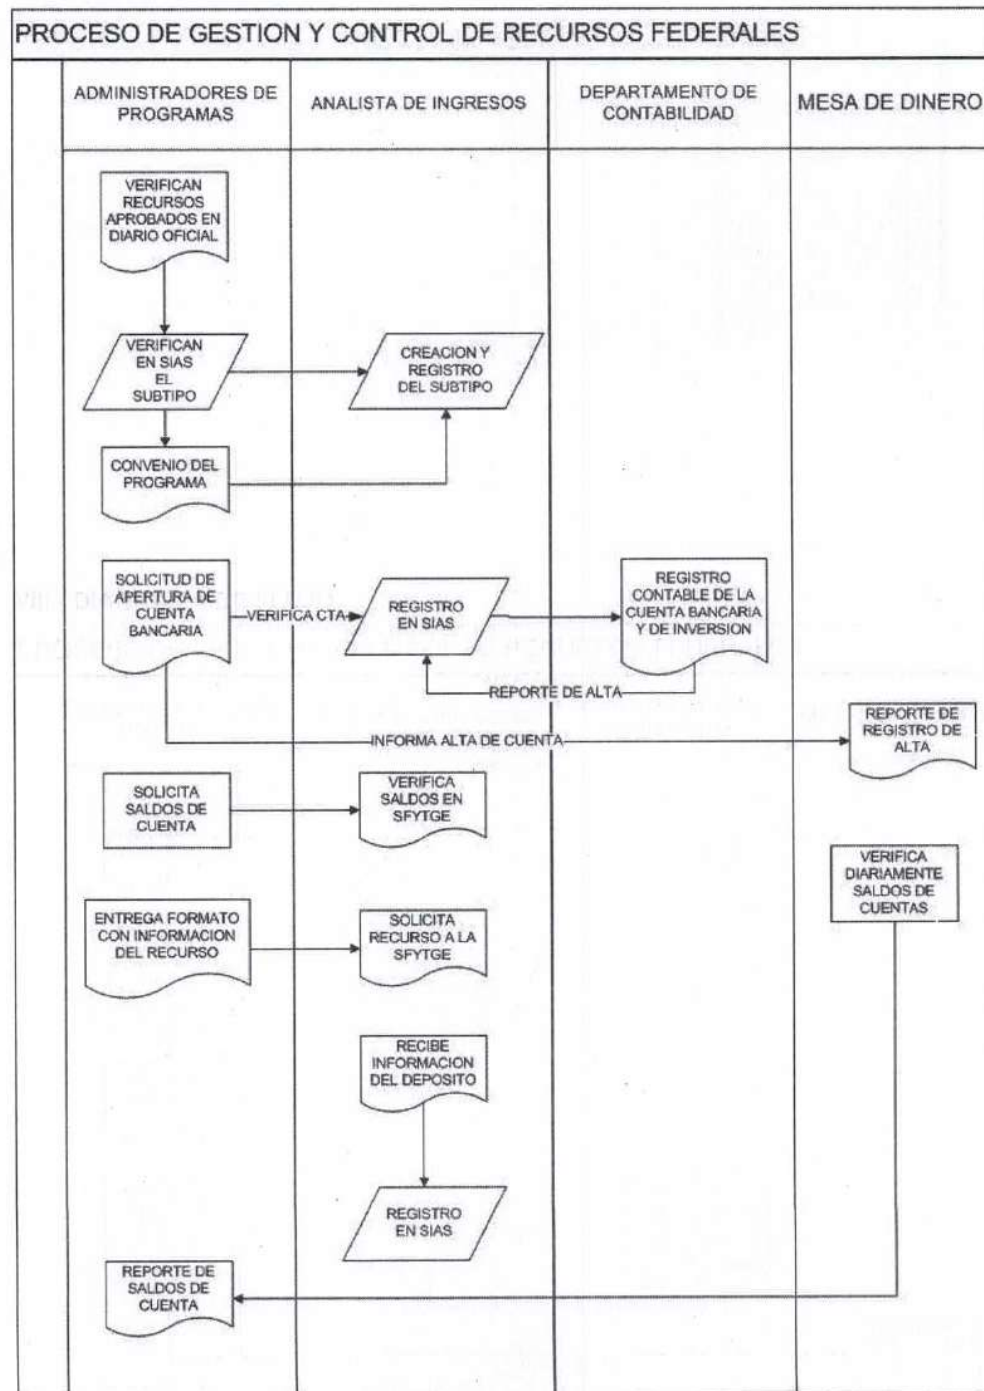 PROCESO DE GESTION Y CONTROL DE RECURSOS FEDERALES
ADMINISTRADORES DE
PROGRAMAS
ANALISTA DE INGRESOS
DEPARTAMENTO DE
CONTABILIDAD
MESA DE DINERO
VERIFICAN
RECURSOS
APROBADOS EN
DIARIO OFICIAL
VERIFICAN
EN SIAS
EL
SUBTIPO
CREACION Y
REGISTRO
DEL SUBTIPO
CONVENIO DEL
PROGRAMA
SOLICITUD DE
APERTURA DE
CUENTA
BANCARIA
VERIFICA CTA
REGISTRO
EN SIAS
REGISTRO
CONTABLE DE LA
CUENTA BANCARIA
Y DE INVERSION
REPORTE DE ALTA
INFORMA ALTA DE CUENTA
REPORTE DE
REGISTRO DE
ALTA
SOLICITA
SALDOS DE
CUENTA
VERIFICA
SALDOS EN
SFYTGE
VERIFICA
DIARIAMENTE
SALDOS DE
CUENTAS
ENTREGA FORMATO
CON INFORMACION
DEL RECURSO
SOLICITA
RECURSO A LA
SFYTGE
RECIBE
INFORMACION
DEL DEPOSITO
REGISTRO
EN SIAS
REPORTE DE
SALDOS DE
CUENTA